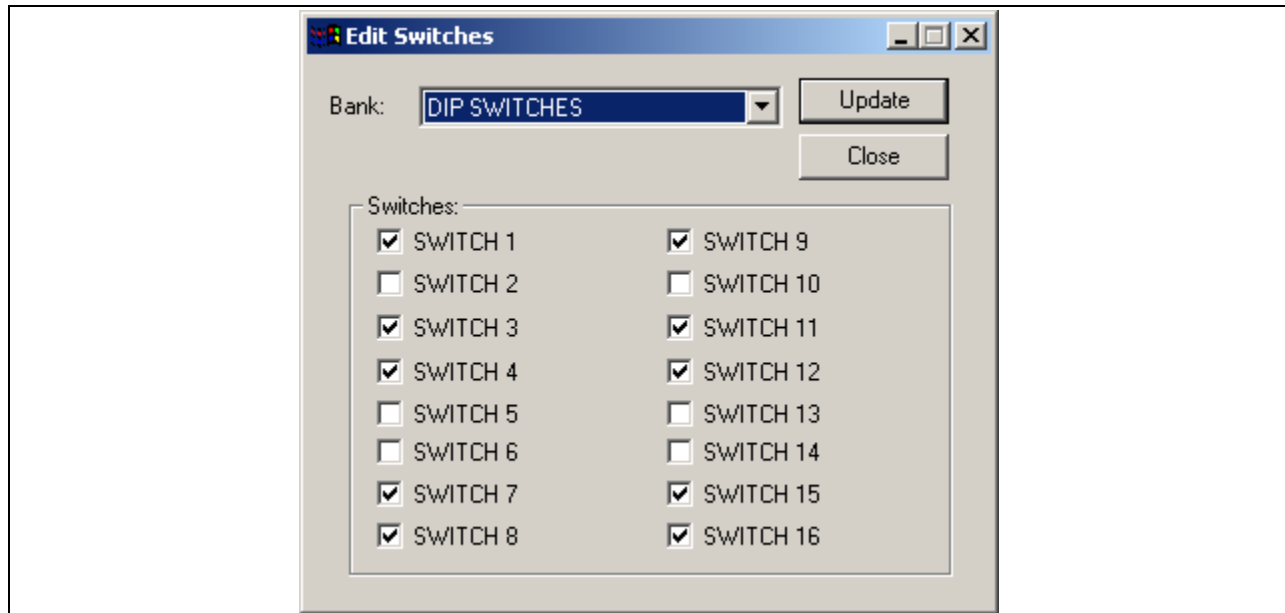 Edit Switches
Bank: DIP SWITCHES Update
Close
Switches:
SWITCH 1 SWITCH 9
SWITCH 2 SWITCH 10
SWITCH 3 SWITCH 11
SWITCH 4 SWITCH 12
SWITCH 5 SWITCH 13
SWITCH 6 SWITCH 14
SWITCH 7 SWITCH 15
SWITCH 8 SWITCH 16